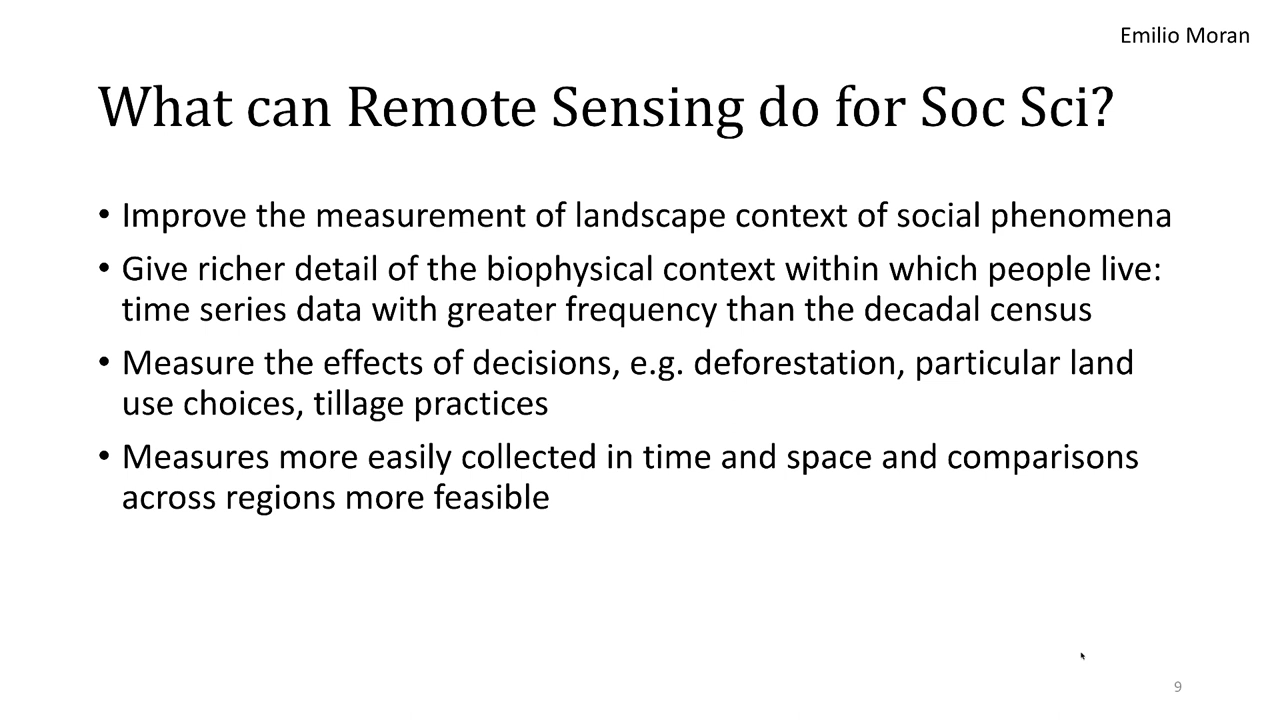 Emilio Moran
What can Remote Sensing do for Soc Sci?
• Improve the measurement of landscape context of social phenomena
• Give richer detail of the biophysical context within which people live:
time series data with greater frequency than the decadal census
• Measure the effects of decisions, e.g. deforestation, particular land
use choices, tillage practices
• Measures more easily collected in time and space and comparisons
across regions more feasible
9